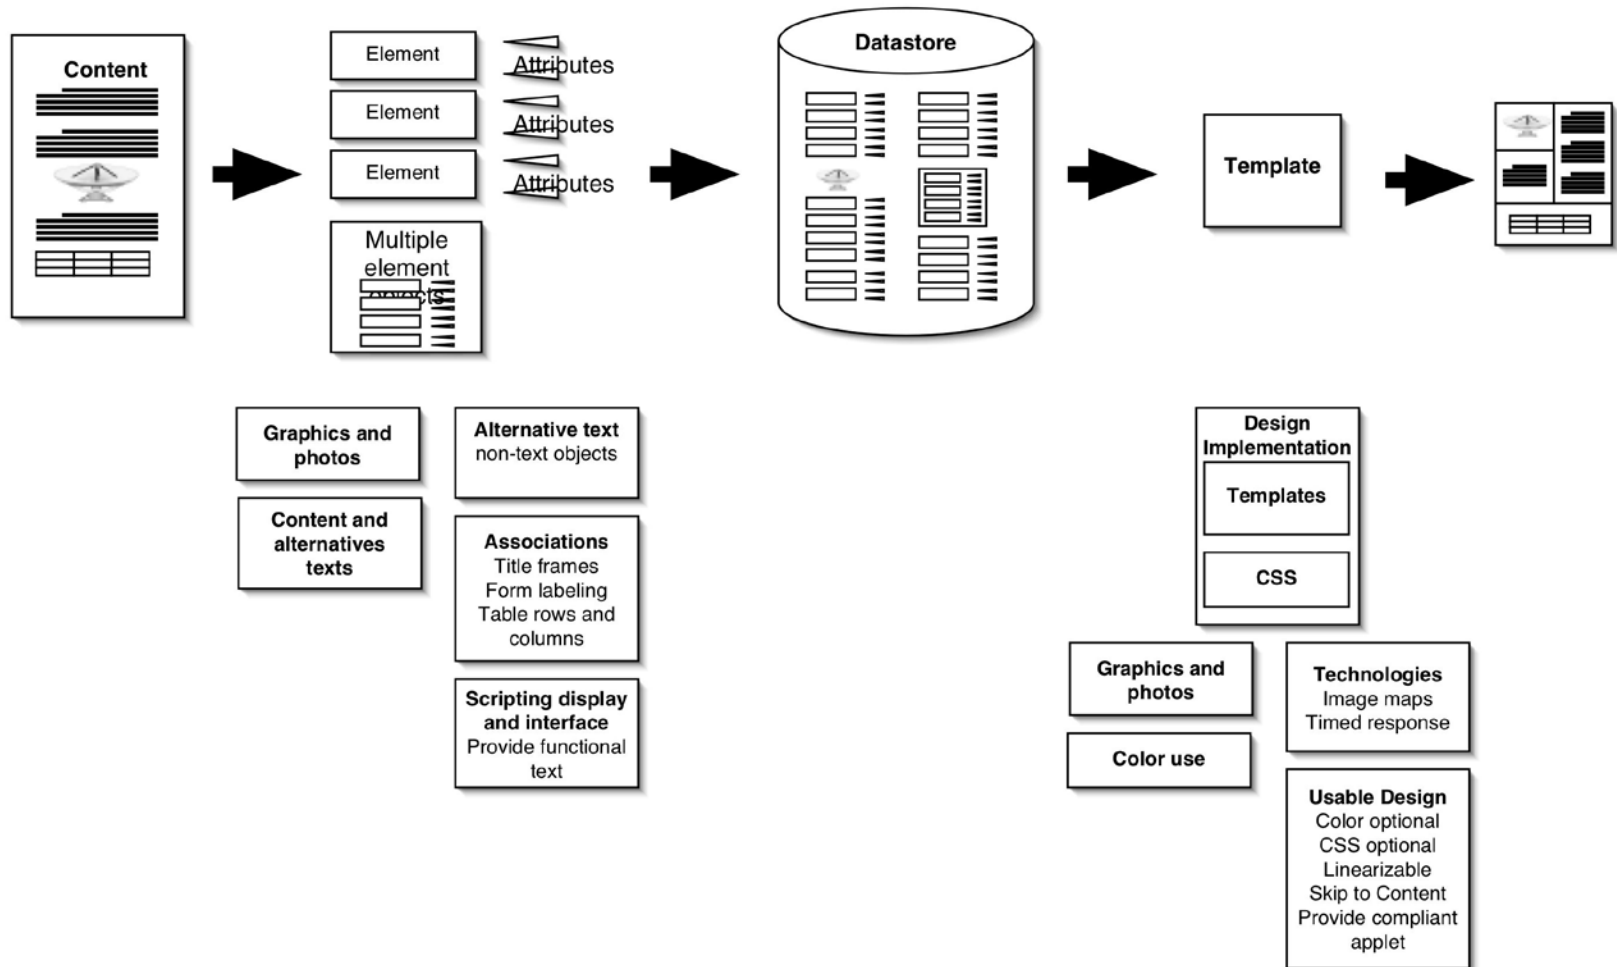 Content
Element
Attributes
Element
Attributes
Element
Attributes
Multiple
element
objects
Datastore
Template
Graphics and
photos
Content and
alternatives
texts
Alternative text
non-text objects
Associations
Title frames
Form labeling
Table rows and
columns
Scripting display
and interface
Provide functional
text
Design
Implementation
Templates
CSS
Graphics and
photos
Color use
Technologies
Image maps
Timed response
Usable Design
Color optional
CSS optional
Linearizable
Skip to Content
Provide compliant
applet